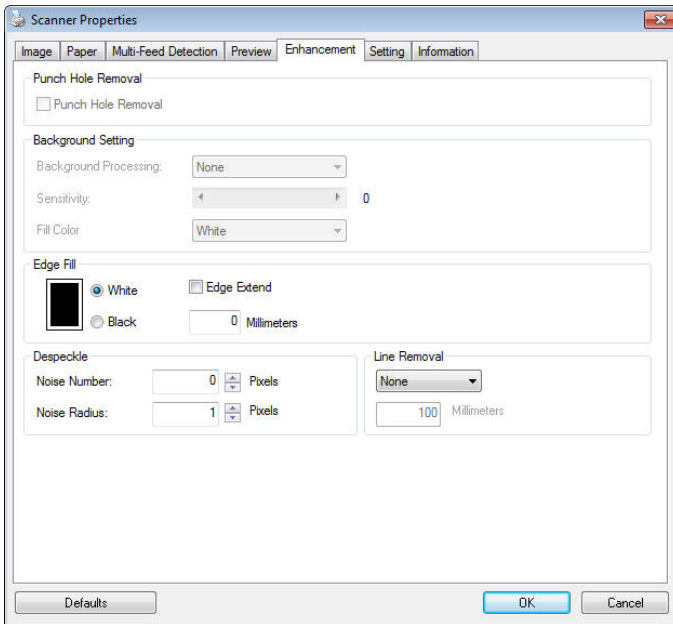 Scanner Properties
Image Paper Multi-Feed Detection Preview Enhancement Setting Information
Punch Hole Removal
Punch Hole Removal
Background Setting
Background Processing: None
Sensitivity: 0
Fill Color White
Edge Fill
White Edge Extend
Black 0 Millimeters
Despeckle Line Removal
Noise Number: 0 Pixels None
Noise Radius: 1 Pixels 100 Millimeters
Defaults OK Cancel